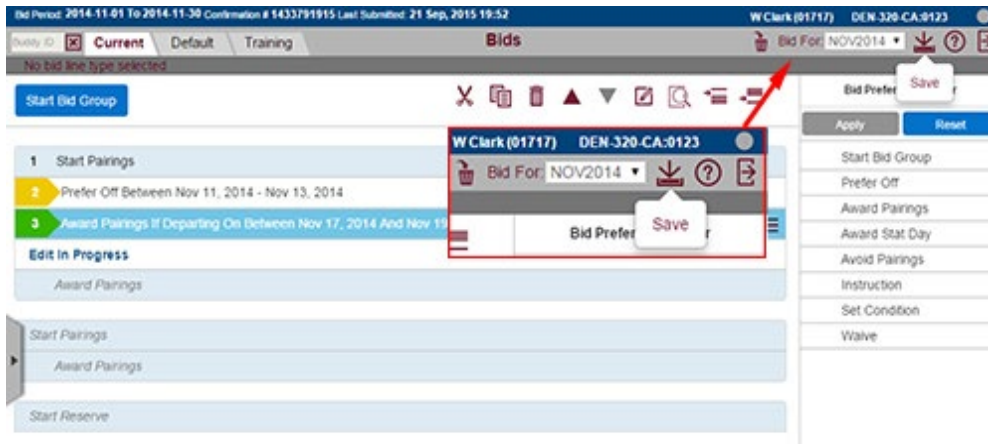 Bid Period: 2014-11-01 To 2014-11-30 Confirmation # 1433791915 Last Submitted: 21 Sep, 2015 19:52 W Clark (01717) DEN-320-CA:0123
Buddy ID Current Default Training Bids Bid For: NOV2014
No bid line type selected
Save
Start Bid Group
Bid Prefer r
Apply Reset
W Clark (01717) DEN-320-CA:0123
Bid For: NOV2014
Save
Bid Prefer r
1 Start Pairings
2 Prefer Off Between Nov 11, 2014 - Nov 13, 2014
3 Award Pairings If Departing On Between Nov 17, 2014 And Nov 19
Edit In Progress
Award Pairings
Start Pairings
Award Pairings
Start Reserve
Start Bid Group
Prefer Off
Award Pairings
Award Stat Day
Avoid Pairings
Instruction
Set Condition
Waive